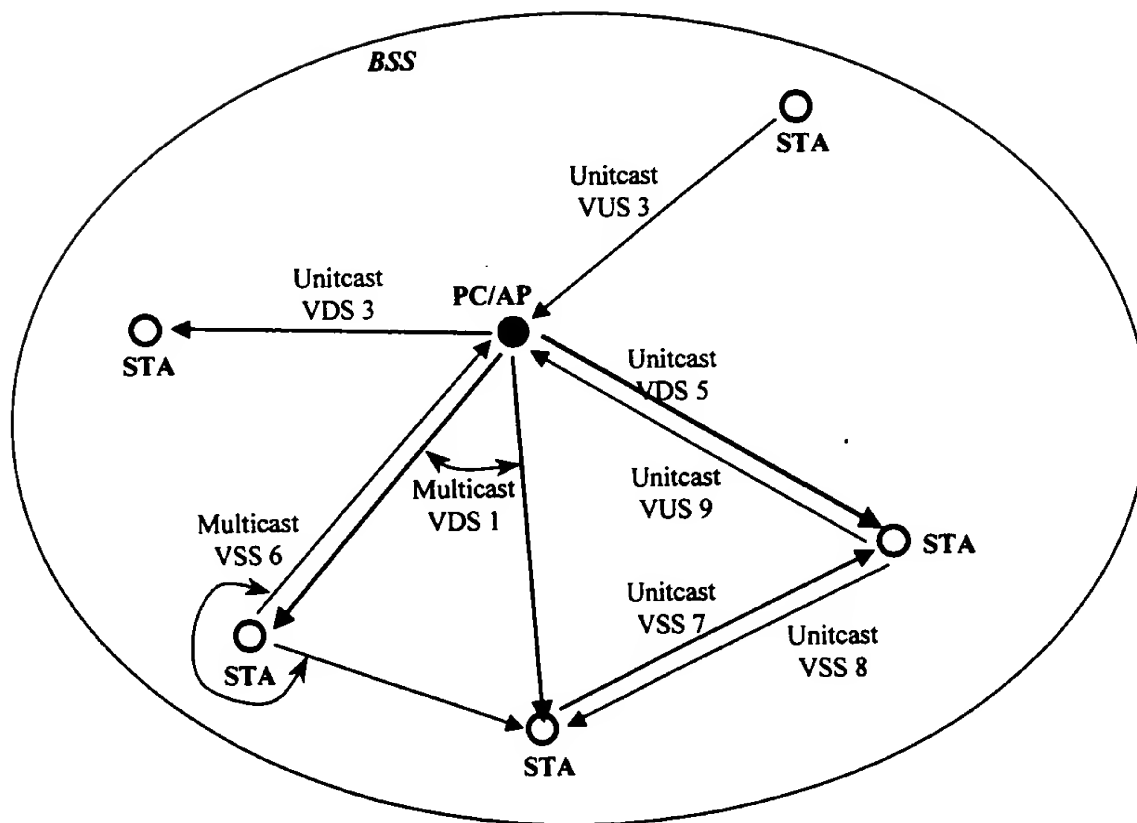 BSS
STA
Unitcast
VUS 3
Unitcast
VDS 3
PC/AP
STA
Unitcast
VDS 5
Multicast
VDS 1
Unitcast
VUS 9
Multicast
VSS 6
STA
Unitcast
VSS 7
Unitcast
VSS 8
STA
STA